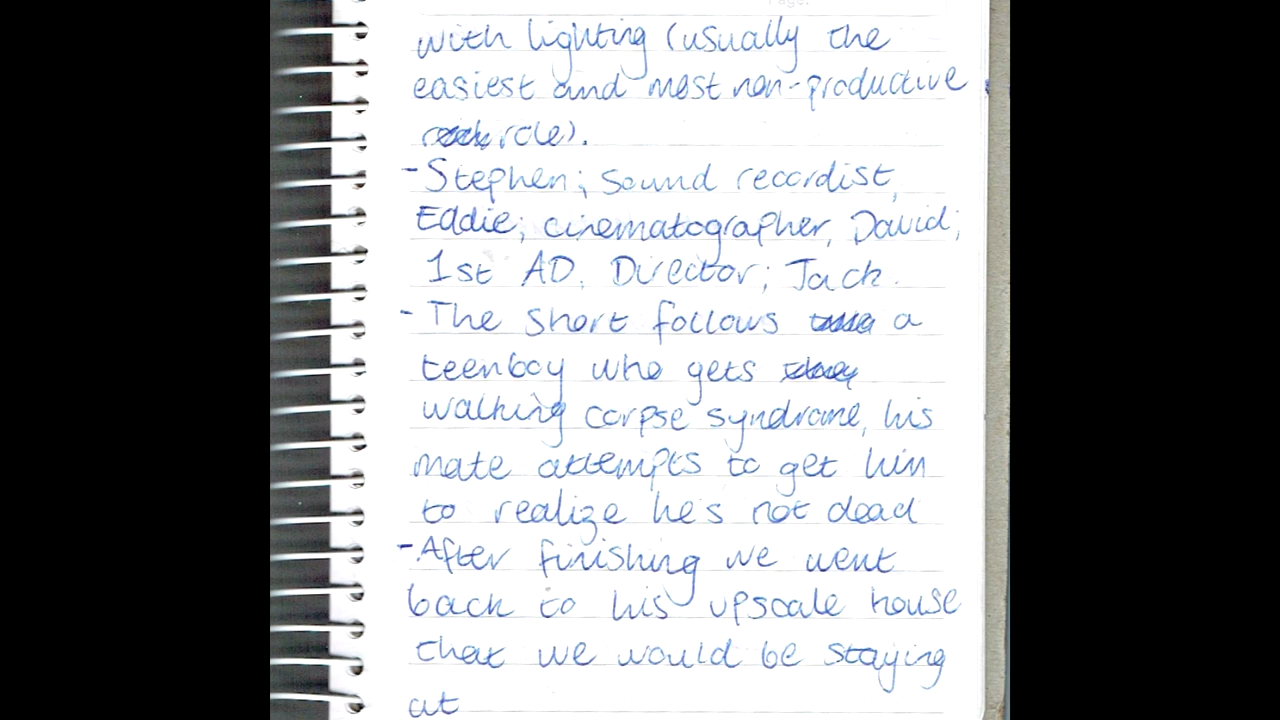 with lighting (usually the
easiest and most non-productive
role).
-Stephen; sound recordist,
Eddie; cinematographer, David;
1st AD. Director; Jack.
- The short follows a
teenboy who gets
walking corpse syndrome, his
mate attempts to get him
to realize he's not dead
-After finishing we went
back to his upscale house
that we would be staying
at